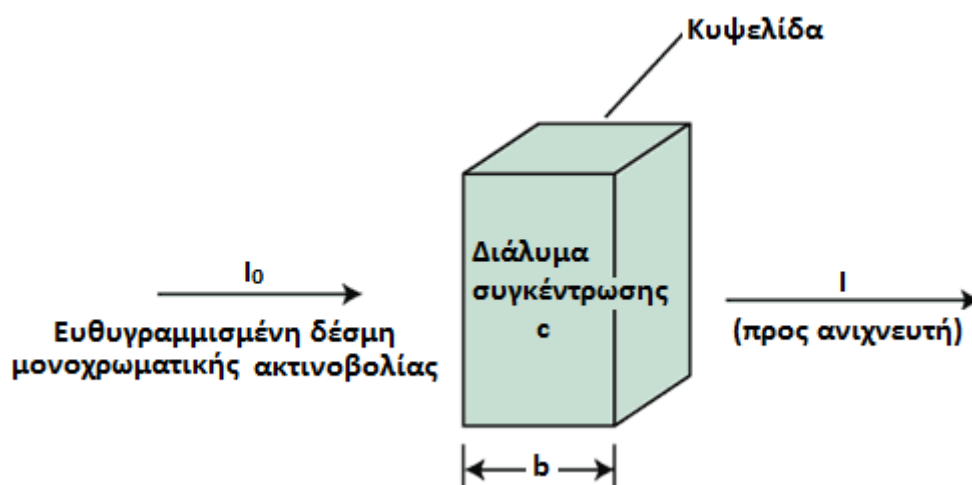 Κυψελίδα
Διάλυμα
συγκέντρωσης
c
I₀
Ευθυγραμμισμένη δέσμη
μονοχρωματικής ακτινοβολίας
I
(προς ανιχνευτή)
b